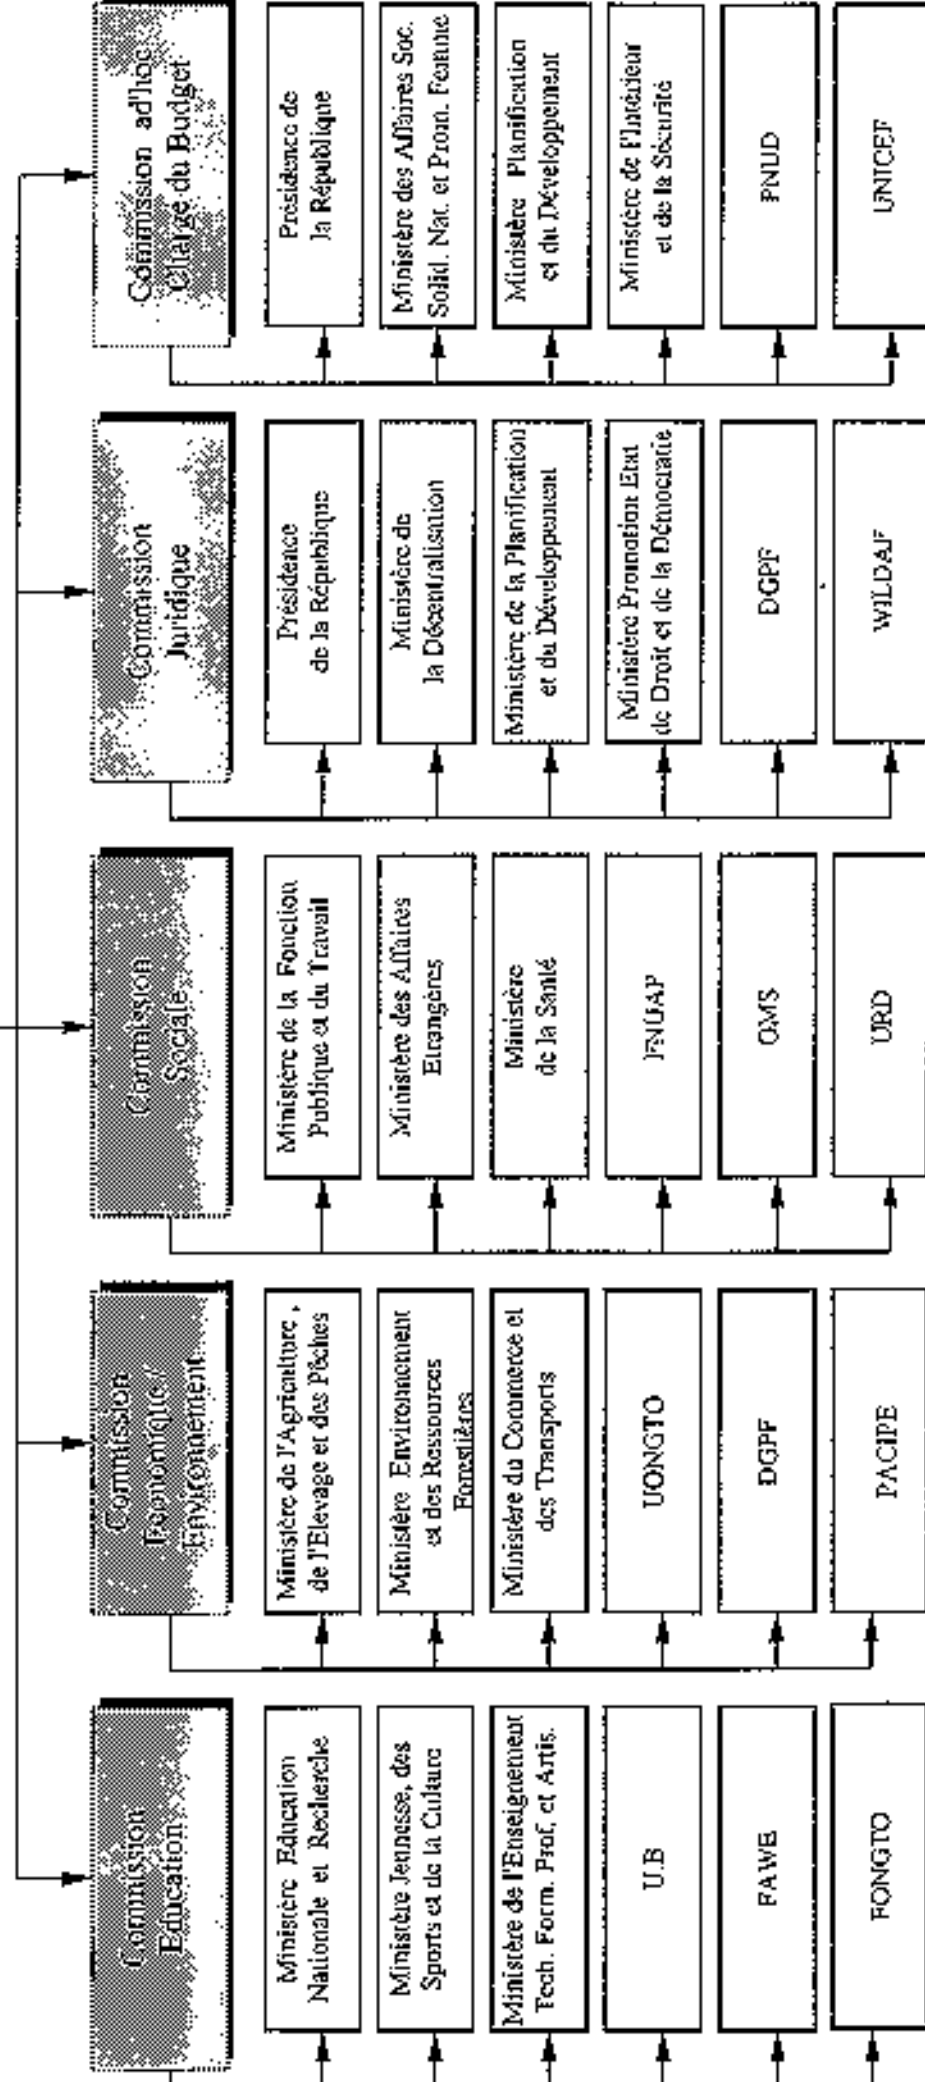 Commission
Education
Ministère Education
Nationale et Recherche
Ministère Jeunesse, des
Sports et de la Culture
Ministère de l'Enseignement
Tech. Form. Prof. et Artis.
U.B
FAWE
FONGTO
Commission
Economique /
Environnement
Ministère de l'Agriculture ,
de l'Elevage et des Pêches
Ministère Environnement
et des Ressources
Forestières
Ministère du Commerce et
des Transports
UONGTO
DGPF
PACIPE
Commission
Sociale
Ministère de la Fonction
Publique et du Travail
Ministère des Affaires
Etrangères
Ministère
de la Santé
FNUAP
OMS
URD
Commission
Juridique
Présidence
de la République
Ministère de
la Décentralisation
Ministère de la Planification
et du Développement
Ministère Promotion Etat
de Droit et de la Démocratie
DGPF
WILDAF
Commission ad'hoc
Charge du Budget
Présidence de
la République
Ministère des Affaires Soc.
Solid. Nat. et Prom. Femme
Ministère Planification
et du Développement
Ministère de l'Intérieur
et de la Sécurité
PNUD
UNICEF